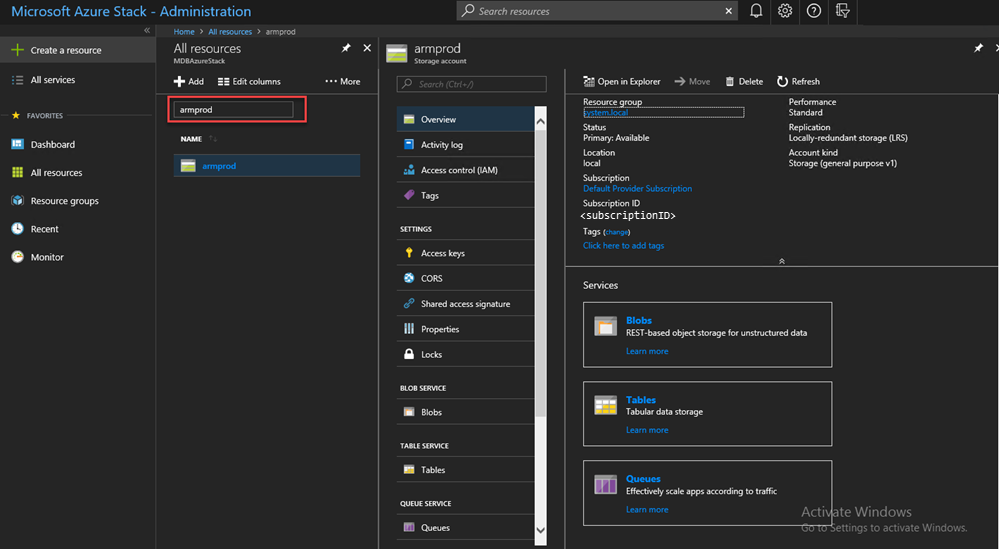 Microsoft Azure Stack - Administration
Search resources
Home > All resources > armprod
Create a resource
All services
FAVORITES
Dashboard
All resources
Resource groups
Recent
Monitor
All resources
MDBAzureStack
Add
Edit columns
More
armprod
NAME
armprod
armprod
Storage account
Search (Ctrl+/)
Overview
Activity log
Access control (IAM)
Tags
SETTINGS
Access keys
CORS
Shared access signature
Properties
Locks
BLOB SERVICE
Blobs
TABLE SERVICE
Tables
QUEUE SERVICE
Queues
Open in Explorer
Move
Delete
Refresh
Resource group
system.local
Status
Primary: Available
Location
local
Subscription
Default Provider Subscription
Subscription ID
<subscriptionID>
Tags (change)
Click here to add tags
Performance
Standard
Replication
Locally-redundant storage (LRS)
Account kind
Storage (general purpose v1)
Services
Blobs
REST-based object storage for unstructured data
Learn more
Tables
Tabular data storage
Learn more
Queues
Effectively scale apps according to traffic
Learn more
Activate Windows
Go to Settings to activate Windows.